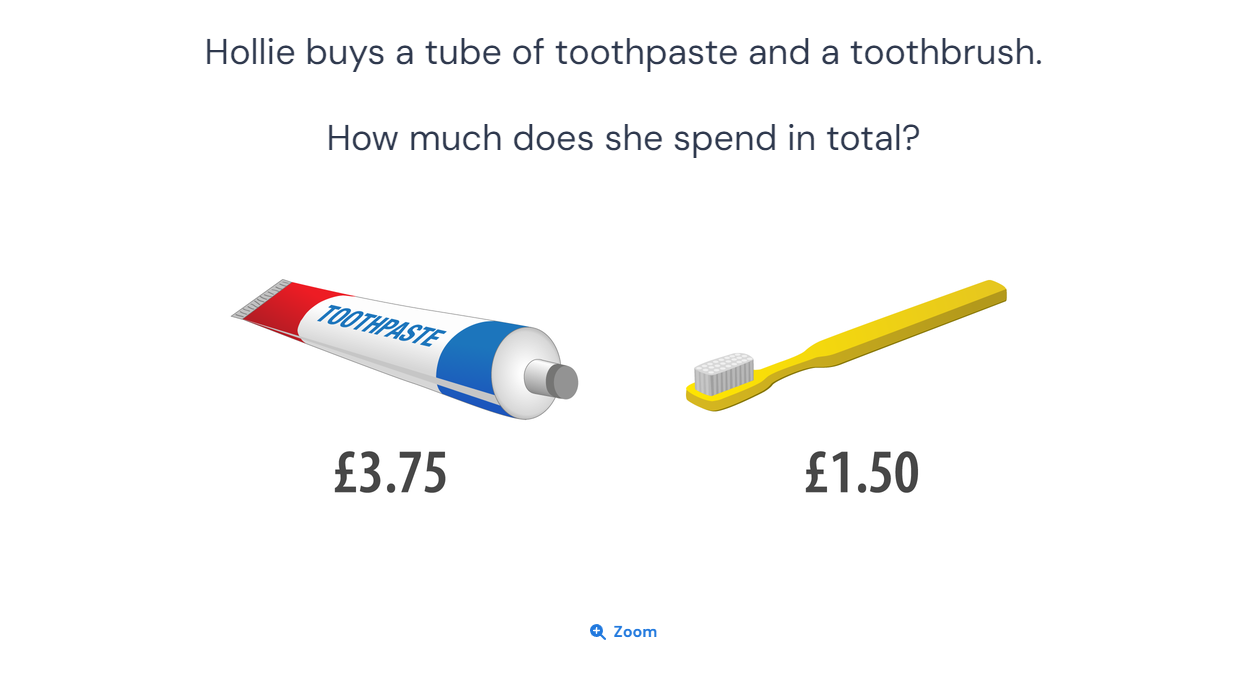 Hollie buys a tube of toothpaste and a toothbrush.
How much does she spend in total?
TOOTHPASTE
£3.75
£1.50
Zoom